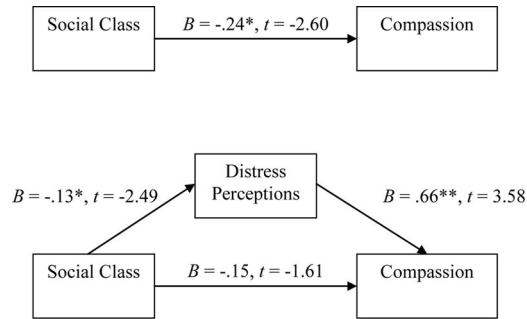 Social Class
B = -.24*, t = -2.60
Compassion
Distress
Perceptions
B = -.13*, t = -2.49
B = .66**, t = 3.58
Social Class
B = -.15, t = -1.61
Compassion